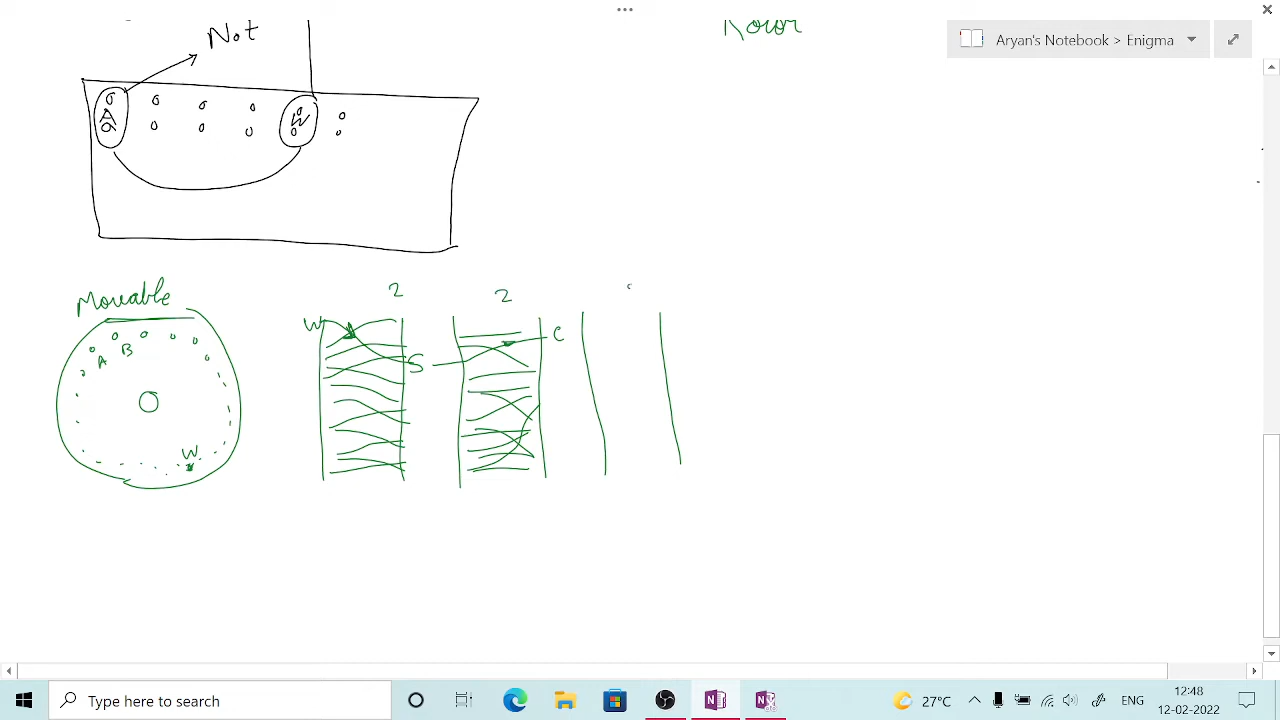 Not
Rotor
Aryan's Notebook > Enigma
A
W
Movable
2
2
W
C
S
A
B
W
Type here to search
27°C
ENG
12:48
12-02-2022